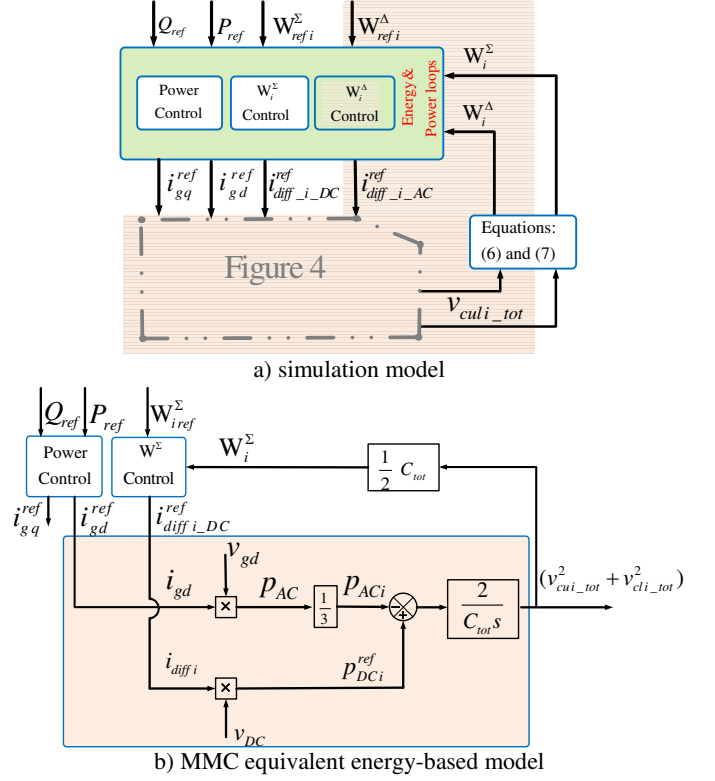 Q_ref P_ref W^Σ_ref i W^Δ_ref i
W^Σ_i
Power Control
W^Σ_i Control
W^Δ_i Control
Energy& Power loops
W^Δ_i
i^ref_gq i^ref_gd i^ref_diff_i_DC i^ref_diff_i_AC
Equations:
(6) and (7)
Figure 4
v_cul i_tot
a) simulation model
Q_ref P_ref W^Σ_iref
Power
Control
W^Σ
Control
W^Σ_i
1/2 C_tot
i^ref_gq i^ref_gd i^ref_diff i_DC
v_gd
i_gd × p_AC 1/3 p_ACi - + 2/(C_tot s) (v^2_cui_tot + v^2_cli_tot)
i_diff i × p^ref_DC i
v_DC
b) MMC equivalent energy-based model